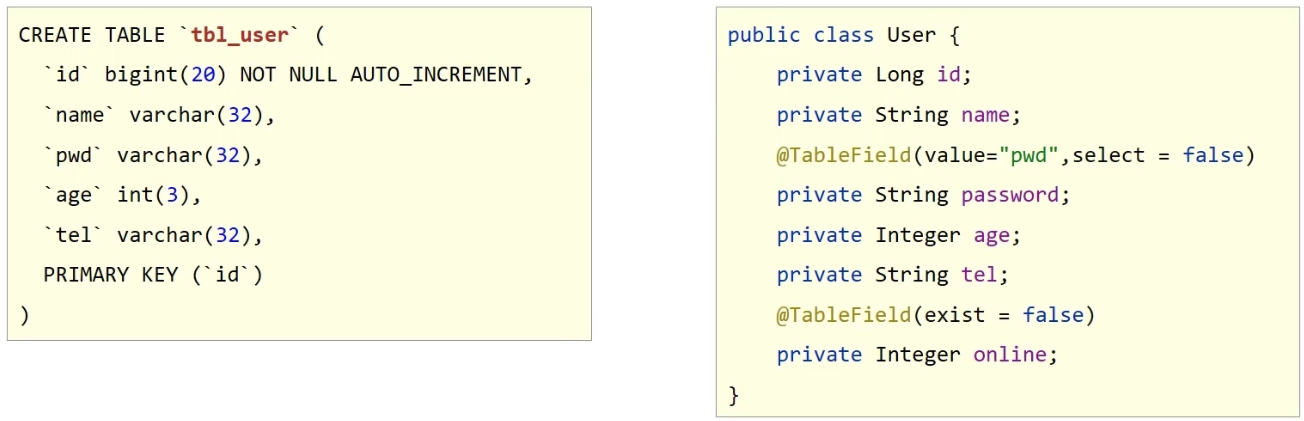 CREATE TABLE `tbl_user` (
`id` bigint(20) NOT NULL AUTO_INCREMENT,
`name` varchar(32),
`pwd` varchar(32),
`age` int(3),
`tel` varchar(32),
PRIMARY KEY (`id`)
)
public class User {
private Long id;
private String name;
@TableField(value="pwd",select = false)
private String password;
private Integer age;
private String tel;
@TableField(exist = false)
private Integer online;
}